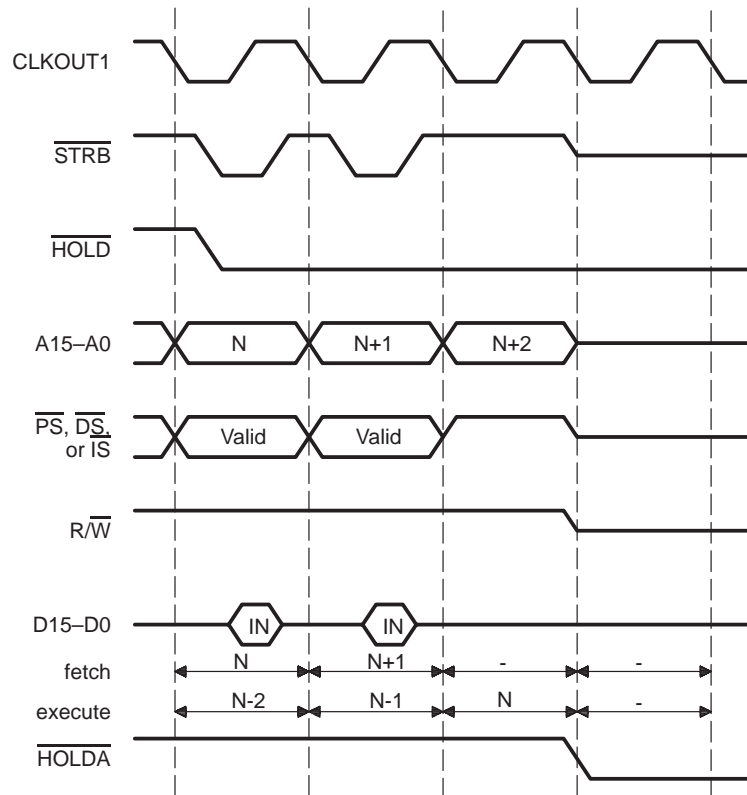 CLKOUT1
STRB
HOLD
A15–A0 N N+1 N+2
PS, DS, Valid Valid
or IS
R/W
D15–D0 IN IN
fetch N N+1 - -
execute N-2 N-1 N -
HOLDA